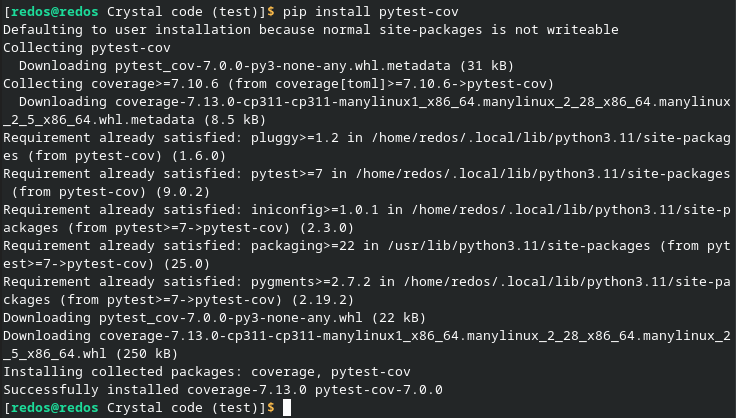 [redos@redos Crystal code (test)]$ pip install pytest-cov
Defaulting to user installation because normal site-packages is not writeable
Collecting pytest-cov
  Downloading pytest_cov-7.0.0-py3-none-any.whl.metadata (31 kB)
Collecting coverage>=7.10.6 (from coverage[toml]>=7.10.6->pytest-cov)
  Downloading coverage-7.13.0-cp311-cp311-manylinux1_x86_64.manylinux_2_28_x86_64.manylinux
_2_5_x86_64.whl.metadata (8.5 kB)
Requirement already satisfied: pluggy>=1.2 in /home/redos/.local/lib/python3.11/site-packag
es (from pytest-cov) (1.6.0)
Requirement already satisfied: pytest>=7 in /home/redos/.local/lib/python3.11/site-packages
 (from pytest-cov) (9.0.2)
Requirement already satisfied: iniconfig>=1.0.1 in /home/redos/.local/lib/python3.11/site-p
ackages (from pytest>=7->pytest-cov) (2.3.0)
Requirement already satisfied: packaging>=22 in /usr/lib/python3.11/site-packages (from pyt
est>=7->pytest-cov) (25.0)
Requirement already satisfied: pygments>=2.7.2 in /home/redos/.local/lib/python3.11/site-pa
ckages (from pytest>=7->pytest-cov) (2.19.2)
Downloading pytest_cov-7.0.0-py3-none-any.whl (22 kB)
Downloading coverage-7.13.0-cp311-cp311-manylinux1_x86_64.manylinux_2_28_x86_64.manylinux_2
_5_x86_64.whl (250 kB)
Installing collected packages: coverage, pytest-cov
Successfully installed coverage-7.13.0 pytest-cov-7.0.0
[redos@redos Crystal code (test)]$